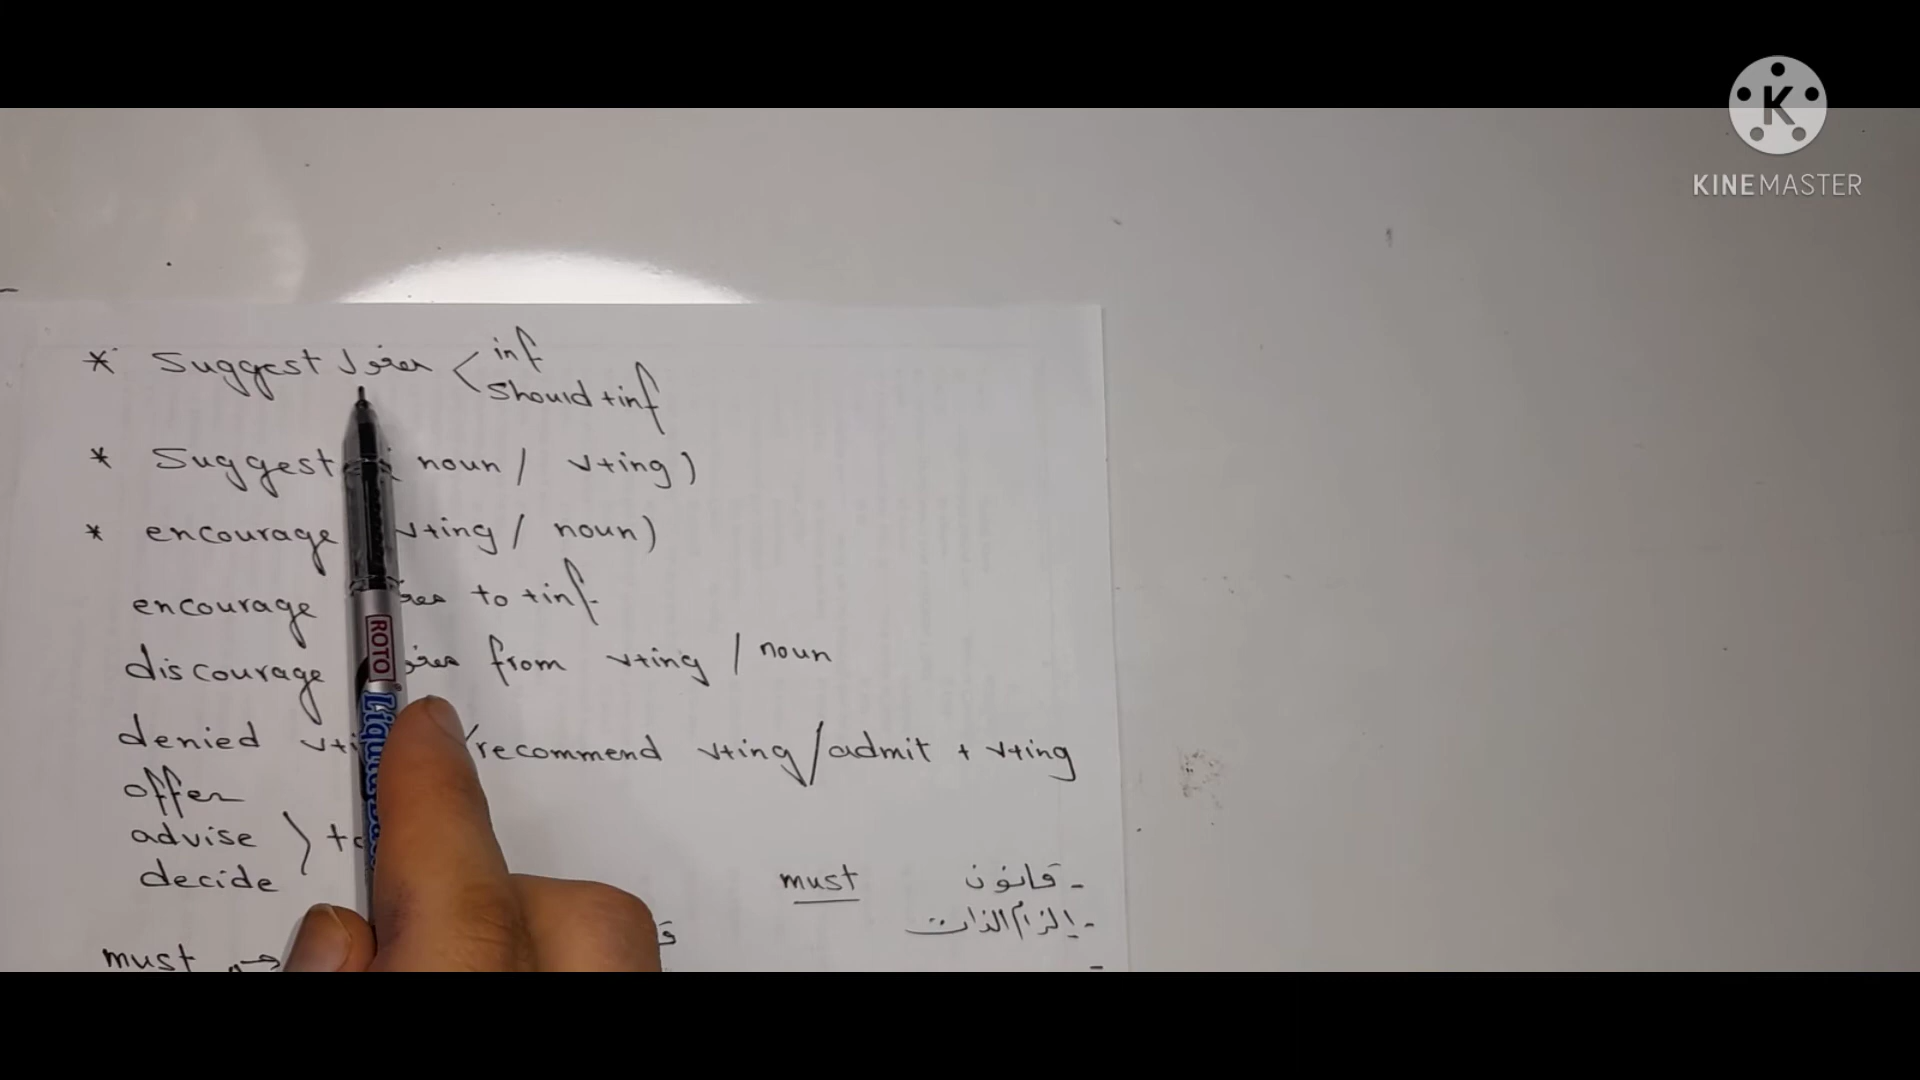 KINEMASTER
* Suggest مفعول < inf
should + inf
* Suggest ( noun / v+ing )
* encourage v+ing / noun )
encourage to + inf.
discourage from v+ing / noun
denied / recommend v+ing / admit + v+ing
offer
advise
decide
must - قانون
- إلزام الذات
must →